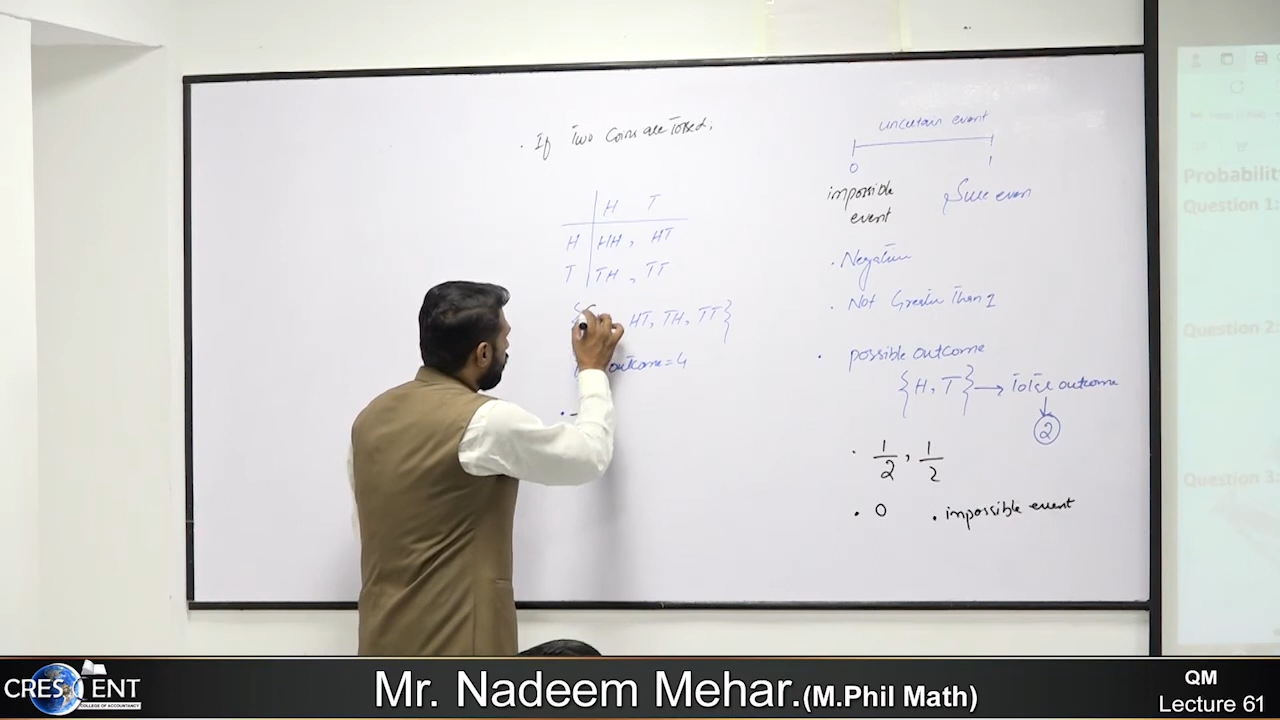 . If Two Coins are Tossed.
H T
H HH , HT
T TH , TT
{ HT, TH, TT}
outcome = 4
uncertain event
0 1
impossible
event
Sure even
. Negative
. Not Greater Than 1
. possible outcome
{H, T} → Total outcome
2
. 1/2 , 1/2
. 0 . impossible event
Probability
Question 1:
Question 2:
Question 3:
CRESCENT
COLLEGE OF ACCOUNTANCY
Mr. Nadeem Mehar.(M.Phil Math)
QM
Lecture 61